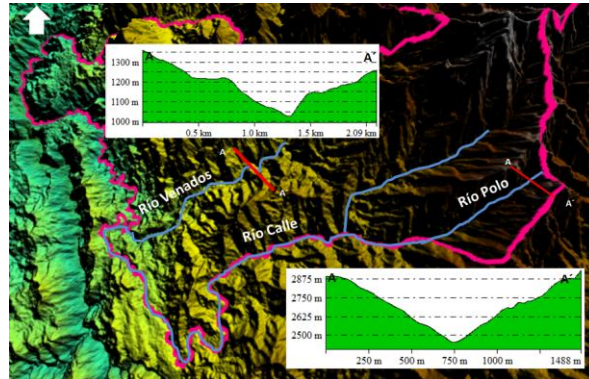 A A´
1300 m
1200 m
1100 m
1000 m
0.5 km 1.0 km 1.5 km 2.09 km
A
A´
Río Venados
Río Calle
A
A´
Río Polo
A A´
2875 m
2750 m
2625 m
2500 m
250 m 500 m 750 m 1000 m 1488 m